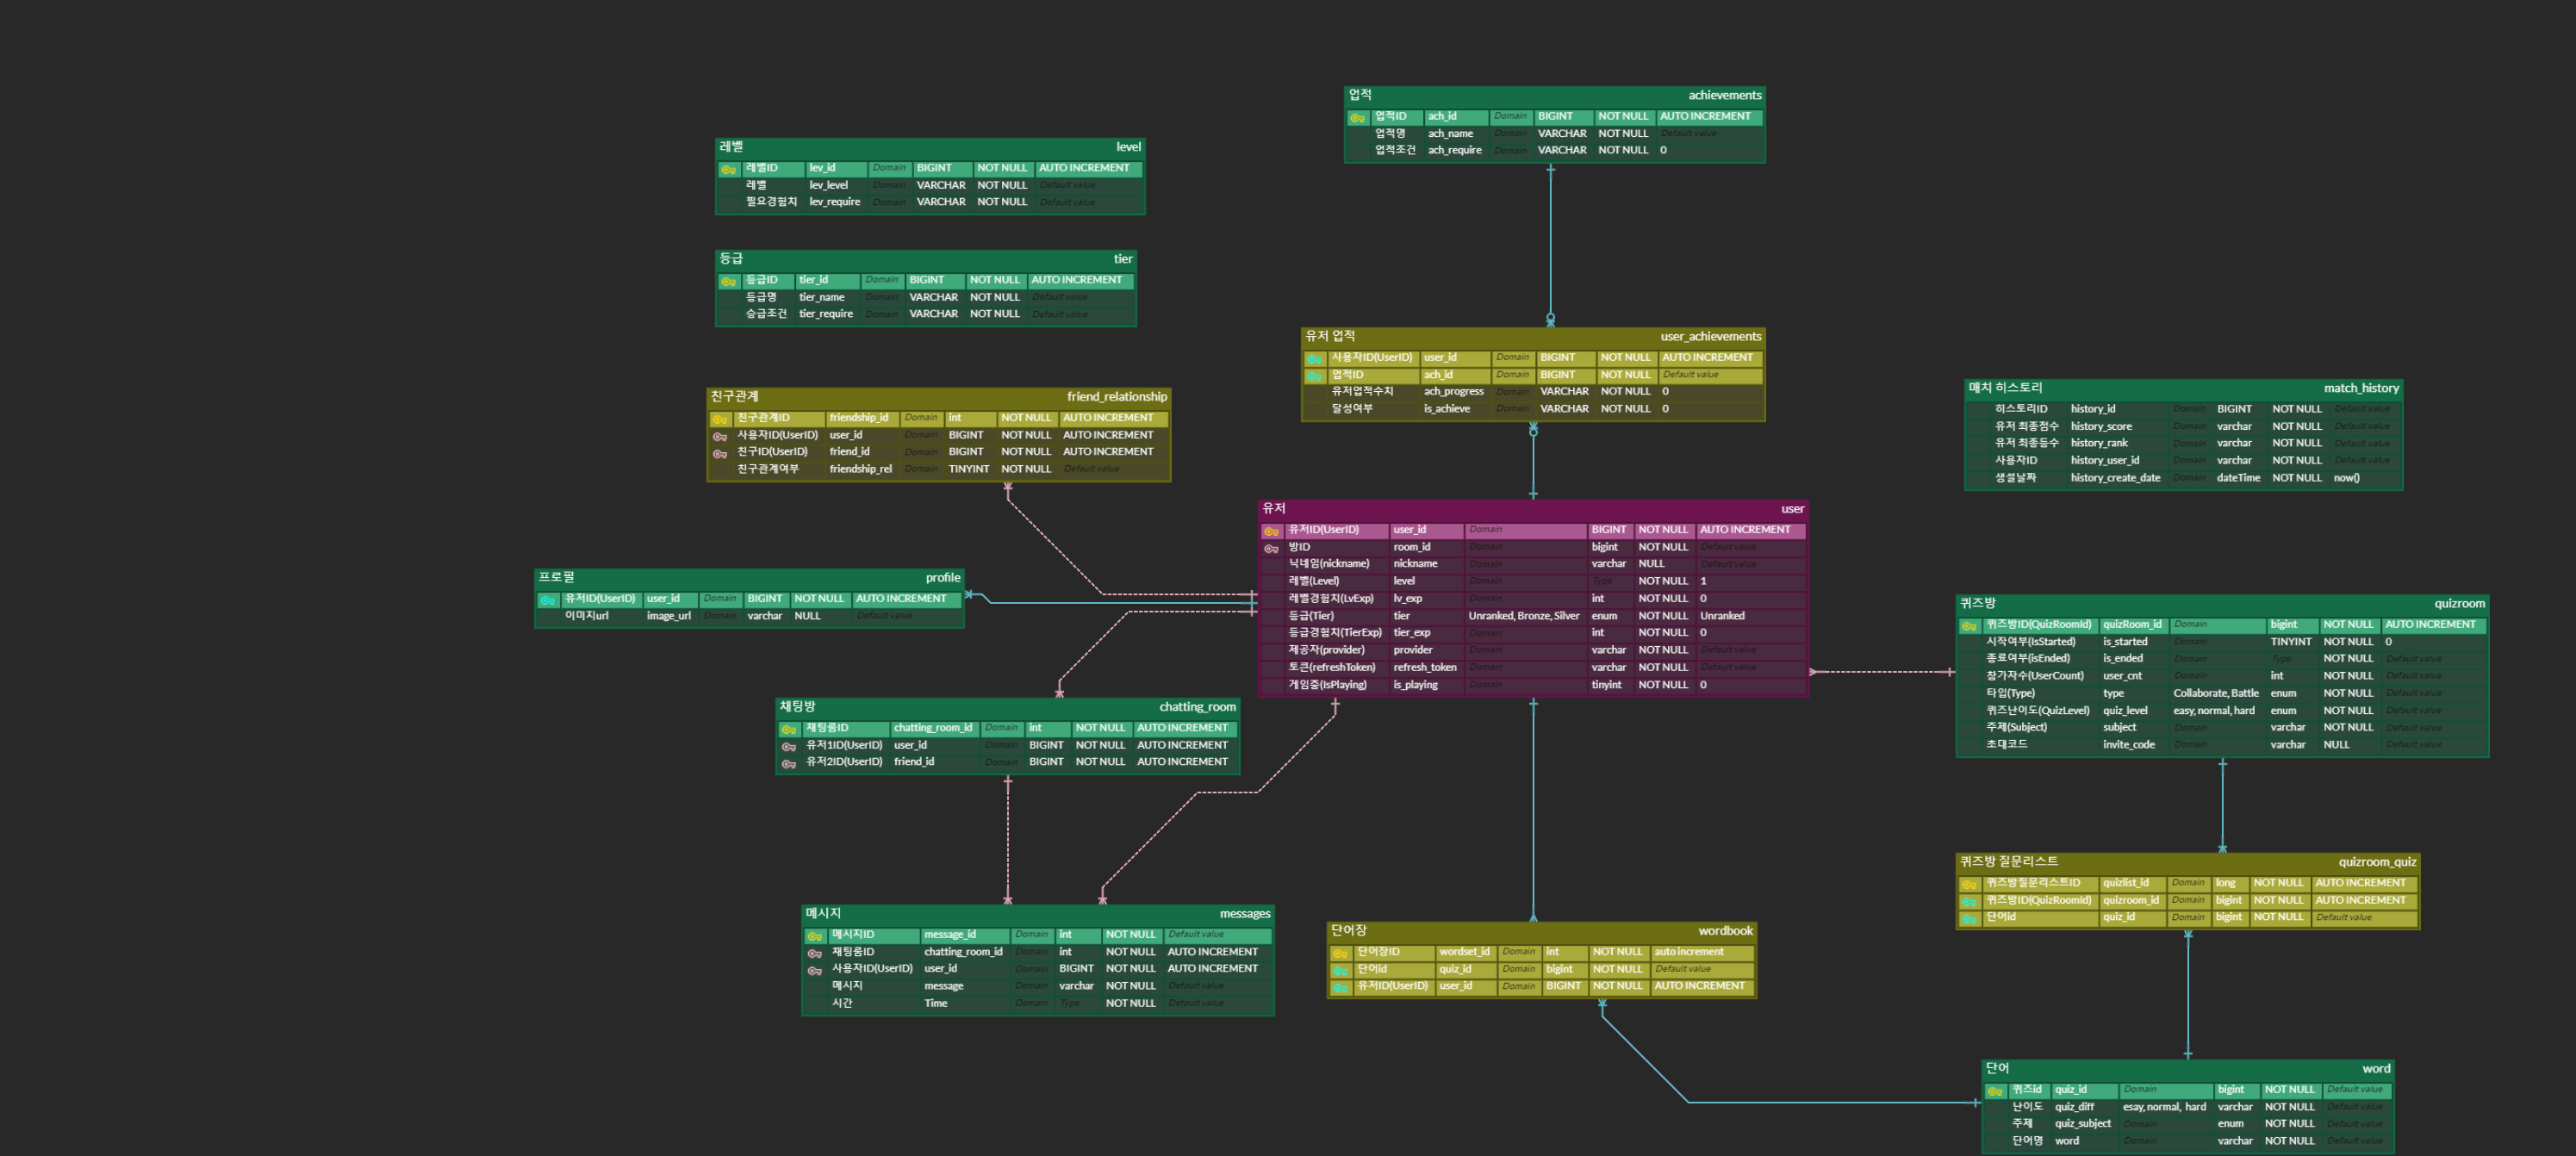 업적 achievements
업적ID ach_id Domain BIGINT NOT NULL AUTO INCREMENT
업적명 ach_name Domain VARCHAR NOT NULL Default value
업적조건 ach_require Domain VARCHAR NOT NULL 0
레벨 level
레벨ID lev_id Domain BIGINT NOT NULL AUTO INCREMENT
레벨 lev_level Domain VARCHAR NOT NULL Default value
필요경험치 lev_require Domain VARCHAR NOT NULL Default value
등급 tier
등급ID tier_id Domain BIGINT NOT NULL AUTO INCREMENT
등급명 tier_name Domain VARCHAR NOT NULL Default value
승급조건 tier_require Domain VARCHAR NOT NULL Default value
유저 업적 user_achievements
사용자ID(UserID) user_id Domain BIGINT NOT NULL AUTO INCREMENT
업적ID ach_id Domain BIGINT NOT NULL Default value
유저업적수치 ach_progress Domain VARCHAR NOT NULL 0
달성여부 is_achieve Domain VARCHAR NOT NULL 0
친구관계 friend_relationship
친구관계ID friendship_id Domain int NOT NULL AUTO INCREMENT
사용자ID(UserID) user_id Domain BIGINT NOT NULL AUTO INCREMENT
친구ID(UserID) friend_id Domain BIGINT NOT NULL AUTO INCREMENT
친구관계여부 friendship_rel Domain TINYINT NOT NULL Default value
매치 히스토리 match_history
히스토리ID history_id Domain BIGINT NOT NULL Default value
유저 최종점수 history_score Domain varchar NOT NULL Default value
유저 최종등수 history_rank Domain varchar NOT NULL Default value
사용자ID history_user_id Domain varchar NOT NULL Default value
생설날짜 history_create_date Domain dateTime NOT NULL now()
유저 user
유저ID(UserID) user_id Domain BIGINT NOT NULL AUTO INCREMENT
방ID room_id Domain bigint NOT NULL Default value
닉네임(nickname) nickname Domain varchar NULL Default value
레벨(Level) level Domain Type NOT NULL 1
레벨경험치(LvExp) lv_exp Domain int NOT NULL 0
등급(Tier) tier Unranked, Bronze, Silver enum NOT NULL Unranked
등급경험치(TierExp) tier_exp Domain int NOT NULL 0
제공자(provider) provider Domain varchar NOT NULL Default value
토큰(refreshToken) refresh_token Domain varchar NOT NULL Default value
게임중(IsPlaying) is_playing Domain tinyint NOT NULL 0
프로필 profile
유저ID(UserID) user_id Domain BIGINT NOT NULL AUTO INCREMENT
이미지url image_url Domain varchar NULL Default value
퀴즈방 quizroom
퀴즈방ID(QuizRoomId) quizRoom_id Domain bigint NOT NULL AUTO INCREMENT
시작여부(IsStarted) is_started Domain TINYINT NOT NULL 0
종료여부(isEnded) is_ended Domain Type NOT NULL Default value
참가자수(UserCount) user_cnt Domain int NOT NULL Default value
타입(Type) type Collaborate, Battle enum NOT NULL Default value
퀴즈난이도(QuizLevel) quiz_level easy, normal, hard enum NOT NULL Default value
주제(Subject) subject Domain varchar NOT NULL Default value
초대코드 invite_code Domain varchar NULL Default value
채팅방 chatting_room
채팅룸ID chatting_room_id Domain int NOT NULL AUTO INCREMENT
유저1ID(UserID) user_id Domain BIGINT NOT NULL AUTO INCREMENT
유저2ID(UserID) friend_id Domain BIGINT NOT NULL AUTO INCREMENT
퀴즈방 질문리스트 quizroom_quiz
퀴즈방질문리스트ID quizlist_id Domain long NOT NULL AUTO INCREMENT
퀴즈방ID(QuizRoomId) quizroom_id Domain bigint NOT NULL AUTO INCREMENT
단어id quiz_id Domain bigint NOT NULL Default value
메시지 messages
메시지ID message_id Domain int NOT NULL Default value
채팅룸ID chatting_room_id Domain int NOT NULL AUTO INCREMENT
사용자ID(UserID) user_id Domain BIGINT NOT NULL AUTO INCREMENT
메시지 message Domain varchar NOT NULL Default value
시간 Time Domain Type NOT NULL Default value
단어장 wordbook
단어장ID wordset_id Domain int NOT NULL auto increment
단어id quiz_id Domain bigint NOT NULL Default value
유저ID(UserID) user_id Domain BIGINT NOT NULL AUTO INCREMENT
단어 word
퀴즈id quiz_id Domain bigint NOT NULL Default value
난이도 quiz_diff esay, normal, hard varchar NOT NULL Default value
주제 quiz_subject Domain enum NOT NULL Default value
단어명 word Domain varchar NOT NULL Default value